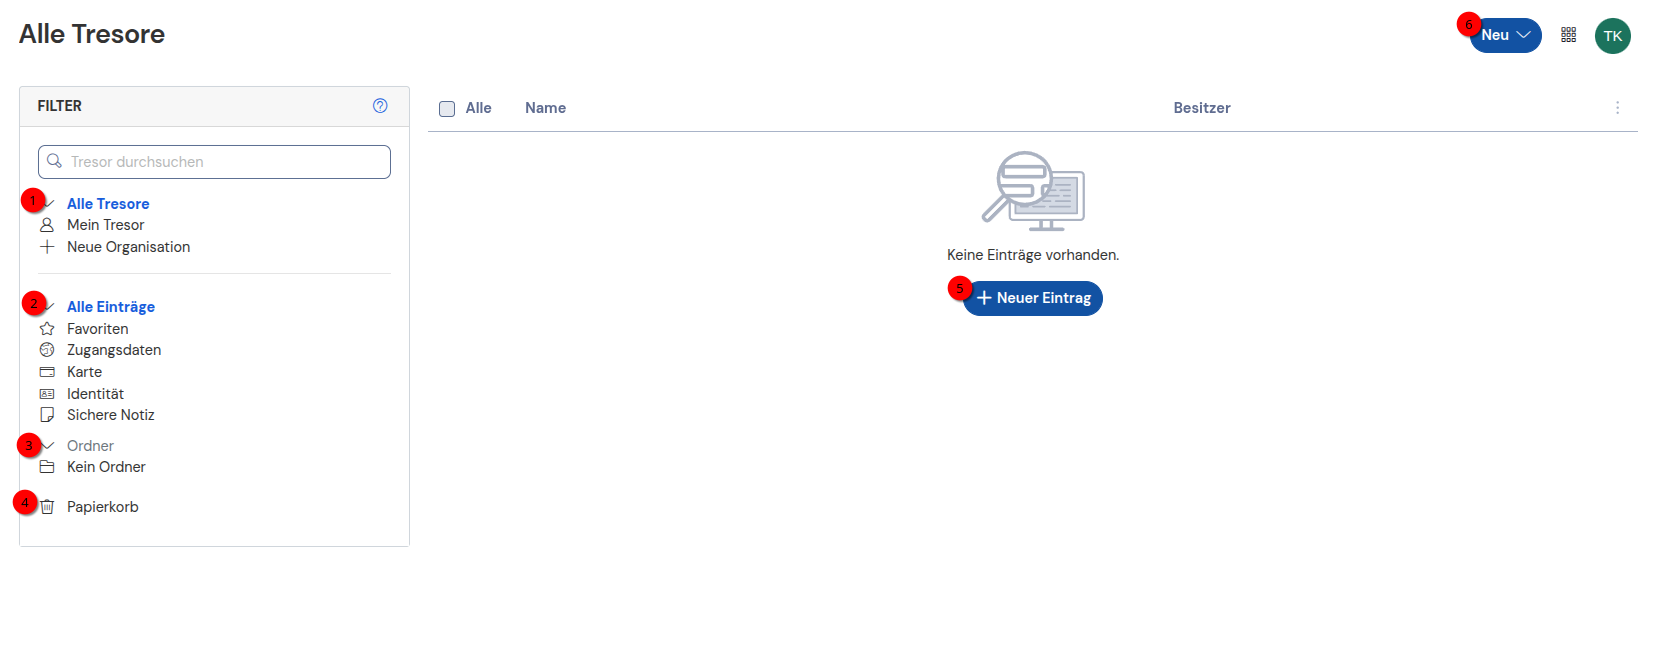 Alle Tresore
6
Neu
TK
FILTER
Tresor durchsuchen
1 Alle Tresore
Mein Tresor
Neue Organisation
2 Alle Einträge
Favoriten
Zugangsdaten
Karte
Identität
Sichere Notiz
3 Ordner
Kein Ordner
4 Papierkorb
Alle Name Besitzer
Keine Einträge vorhanden.
5 Neuer Eintrag